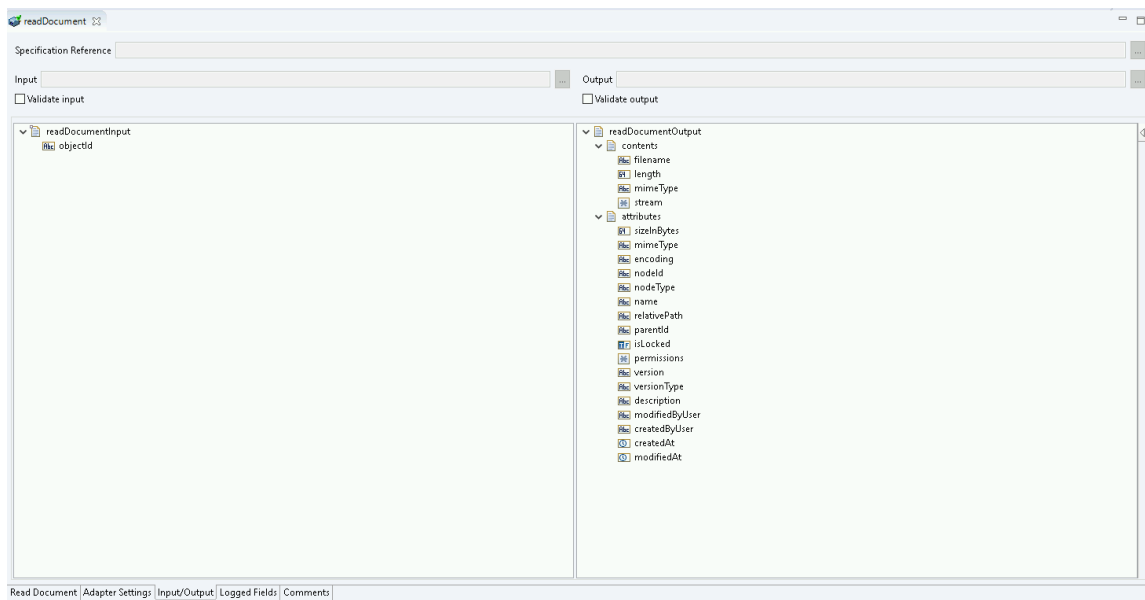 readDocument
Specification Reference
...
Input
...
Output
...
Validate input
Validate output
readDocumentInput
objectId
readDocumentOutput
contents
filename
length
mimeType
stream
attributes
sizeInBytes
mimeType
encoding
nodeId
nodeType
name
relativePath
parentId
isLocked
permissions
version
versionType
description
modifiedByUser
createdByUser
createdAt
modifiedAt
Read Document Adapter Settings Input/Output Logged Fields Comments